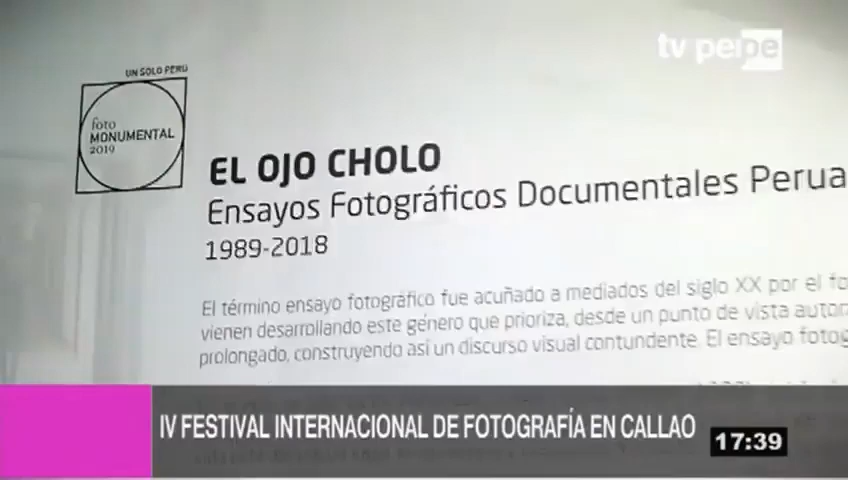 tv perú
UN SOLO PERÚ
foto
MONUMENTAL
2019
EL OJO CHOLO
Ensayos Fotográficos Documentales Perua
1989-2018
El término ensayo fotográfico fue acuñado a mediados del siglo XX por el fo
vienen desarrollando este género que prioriza, desde un punto de vista autor
prolongado, construyendo así un discurso visual contundente. El ensayo fotog
IV FESTIVAL INTERNACIONAL DE FOTOGRAFÍA EN CALLAO
17:39